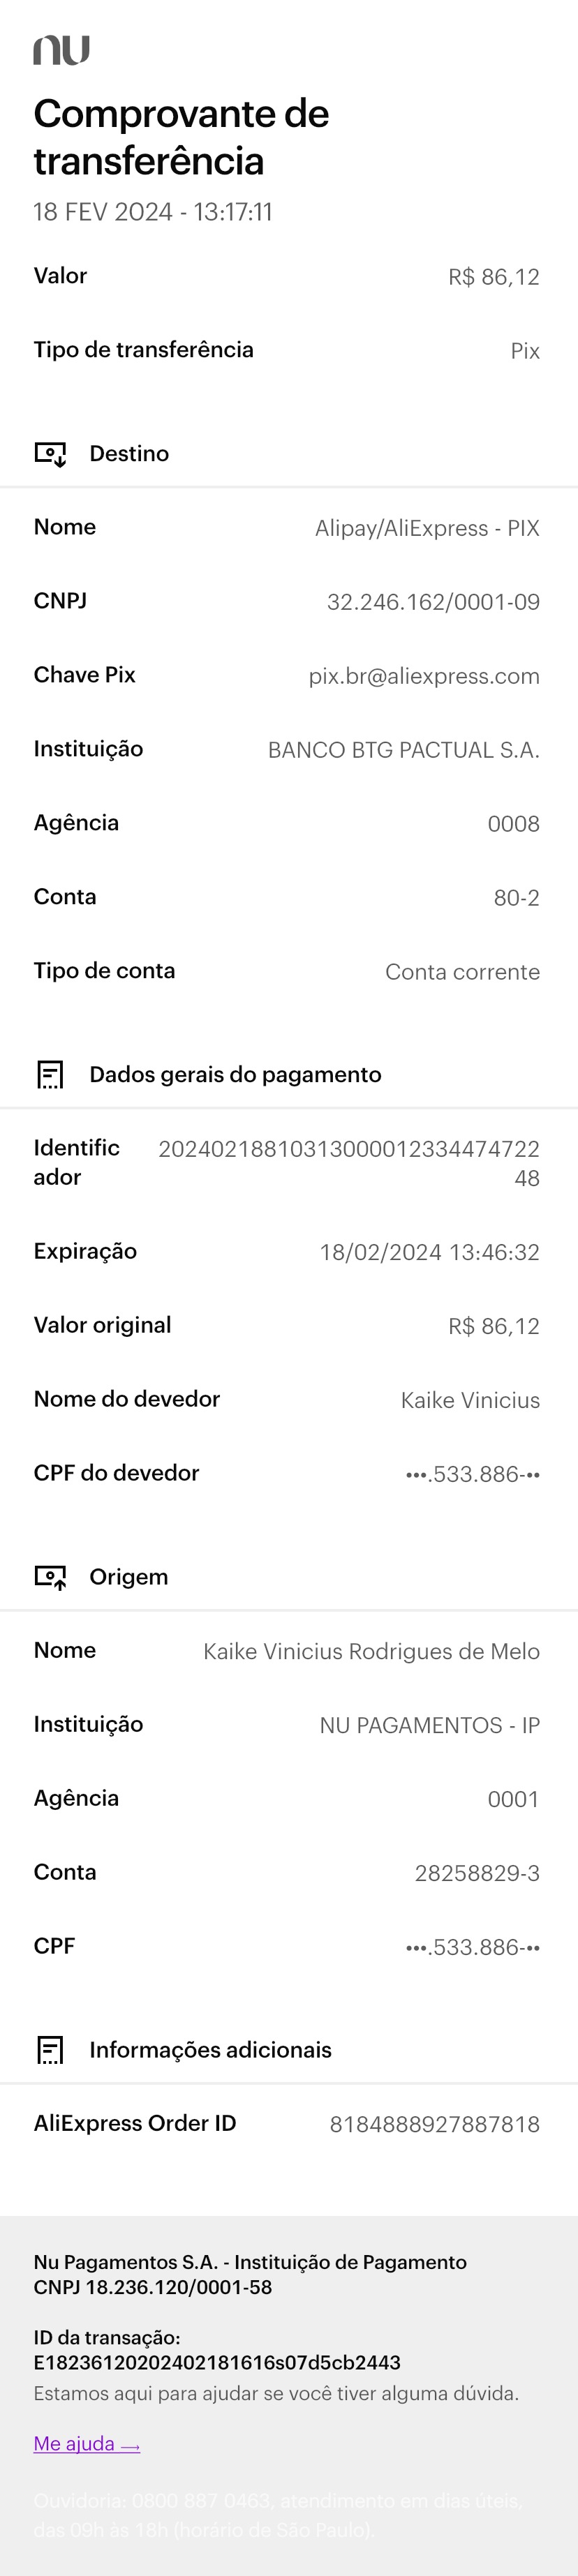 nu
Comprovante de
transferência
18 FEV 2024 - 13:17:11
Valor R$ 86,12
Tipo de transferência Pix
Destino
Nome Alipay/AliExpress - PIX
CNPJ 32.246.162/0001-09
Chave Pix pix.br@aliexpress.com
Instituição BANCO BTG PACTUAL S.A.
Agência 0008
Conta 80-2
Tipo de conta Conta corrente
Dados gerais do pagamento
Identific 20240218810313000012334474722
ador 48
Expiração 18/02/2024 13:46:32
Valor original R$ 86,12
Nome do devedor Kaike Vinicius
CPF do devedor •••.533.886-••
Origem
Nome Kaike Vinicius Rodrigues de Melo
Instituição NU PAGAMENTOS - IP
Agência 0001
Conta 28258829-3
CPF •••.533.886-••
Informações adicionais
AliExpress Order ID 8184888927887818
Nu Pagamentos S.A. - Instituição de Pagamento
CNPJ 18.236.120/0001-58
ID da transação:
E18236120202402181616s07d5cb2443
Estamos aqui para ajudar se você tiver alguma dúvida.
Me ajuda →
Ouvidoria: 0800 887 0463, atendimento em dias úteis,
das 09h às 18h (horário de São Paulo).